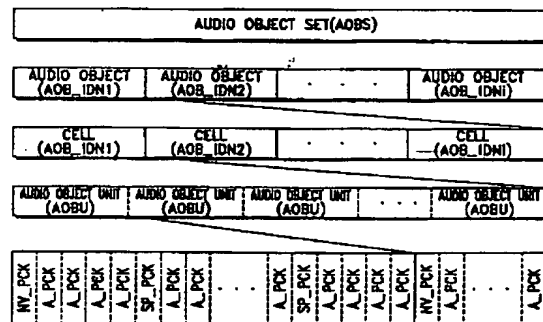 AUDIO OBJECT SET(AOBS)
AUDIO OBJECT (AOB_IDN1) AUDIO OBJECT (AOB_IDN2) . . . AUDIO OBJECT (AOB_IDNi)
CELL (AOB_IDN1) CELL (AOB_IDN2) . . . CELL (AOB_IDNi)
AUDIO OBJECT UNIT (AOBU) AUDIO OBJECT UNIT (AOBU) AUDIO OBJECT UNIT (AOBU) . . . AUDIO OBJECT UNIT (AOBU)
NV_PCK A_PCK A_PCK A_PCK A_PCK SP_PCK A_PCK A_PCK . . . A_PCK SP_PCK A_PCK A_PCK A_PCK NV_PCK A_PCK . . . A_PCK